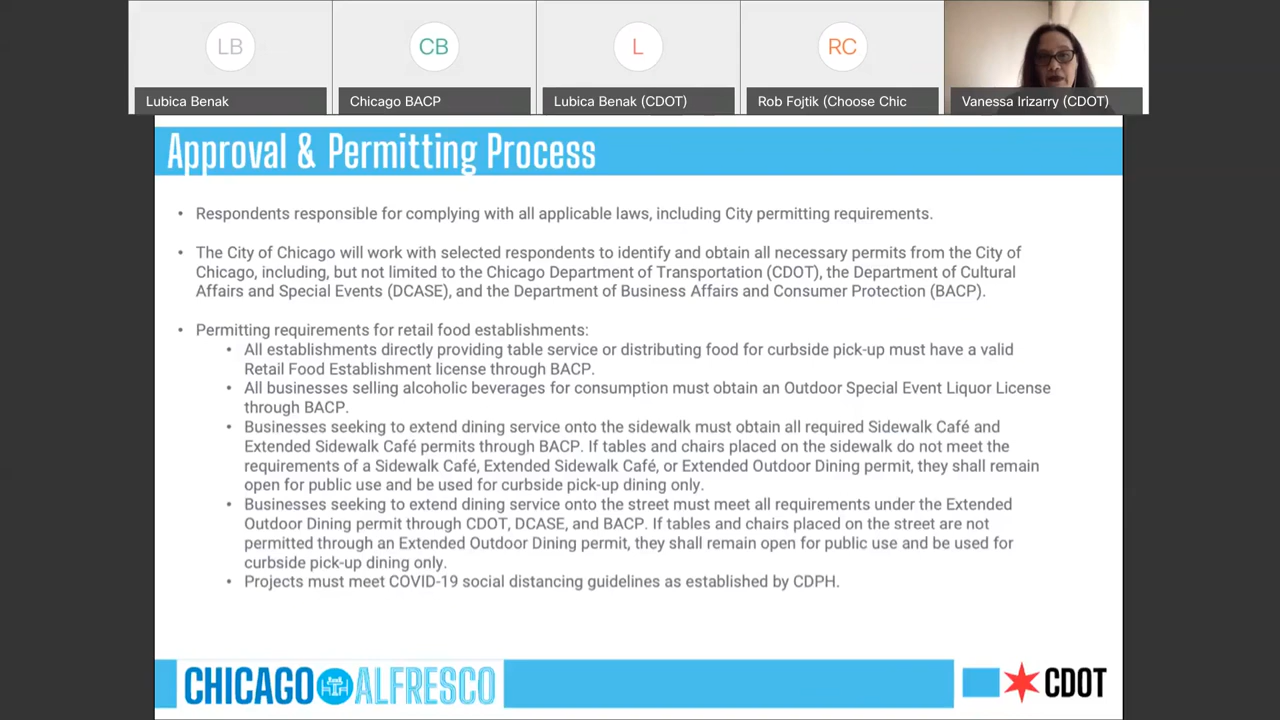 LB
CB
L
RC
Lubica Benak
Chicago BACP
Lubica Benak (CDOT)
Rob Fojtik (Choose Chic
Vanessa Irizarry (CDOT)
Approval & Permitting Process
• Respondents responsible for complying with all applicable laws, including City permitting requirements.
• The City of Chicago will work with selected respondents to identify and obtain all necessary permits from the City of
Chicago, including, but not limited to the Chicago Department of Transportation (CDOT), the Department of Cultural
Affairs and Special Events (DCASE), and the Department of Business Affairs and Consumer Protection (BACP).
• Permitting requirements for retail food establishments:
• All establishments directly providing table service or distributing food for curbside pick-up must have a valid
Retail Food Establishment license through BACP.
• All businesses selling alcoholic beverages for consumption must obtain an Outdoor Special Event Liquor License
through BACP.
• Businesses seeking to extend dining service onto the sidewalk must obtain all required Sidewalk Café and
Extended Sidewalk Café permits through BACP. If tables and chairs placed on the sidewalk do not meet the
requirements of a Sidewalk Café, Extended Sidewalk Café, or Extended Outdoor Dining permit, they shall remain
open for public use and be used for curbside pick-up dining only.
• Businesses seeking to extend dining service onto the street must meet all requirements under the Extended
Outdoor Dining permit through CDOT, DCASE, and BACP. If tables and chairs placed on the street are not
permitted through an Extended Outdoor Dining permit, they shall remain open for public use and be used for
curbside pick-up dining only.
• Projects must meet COVID-19 social distancing guidelines as established by CDPH.
CHICAGO ALFRESCO
CDOT